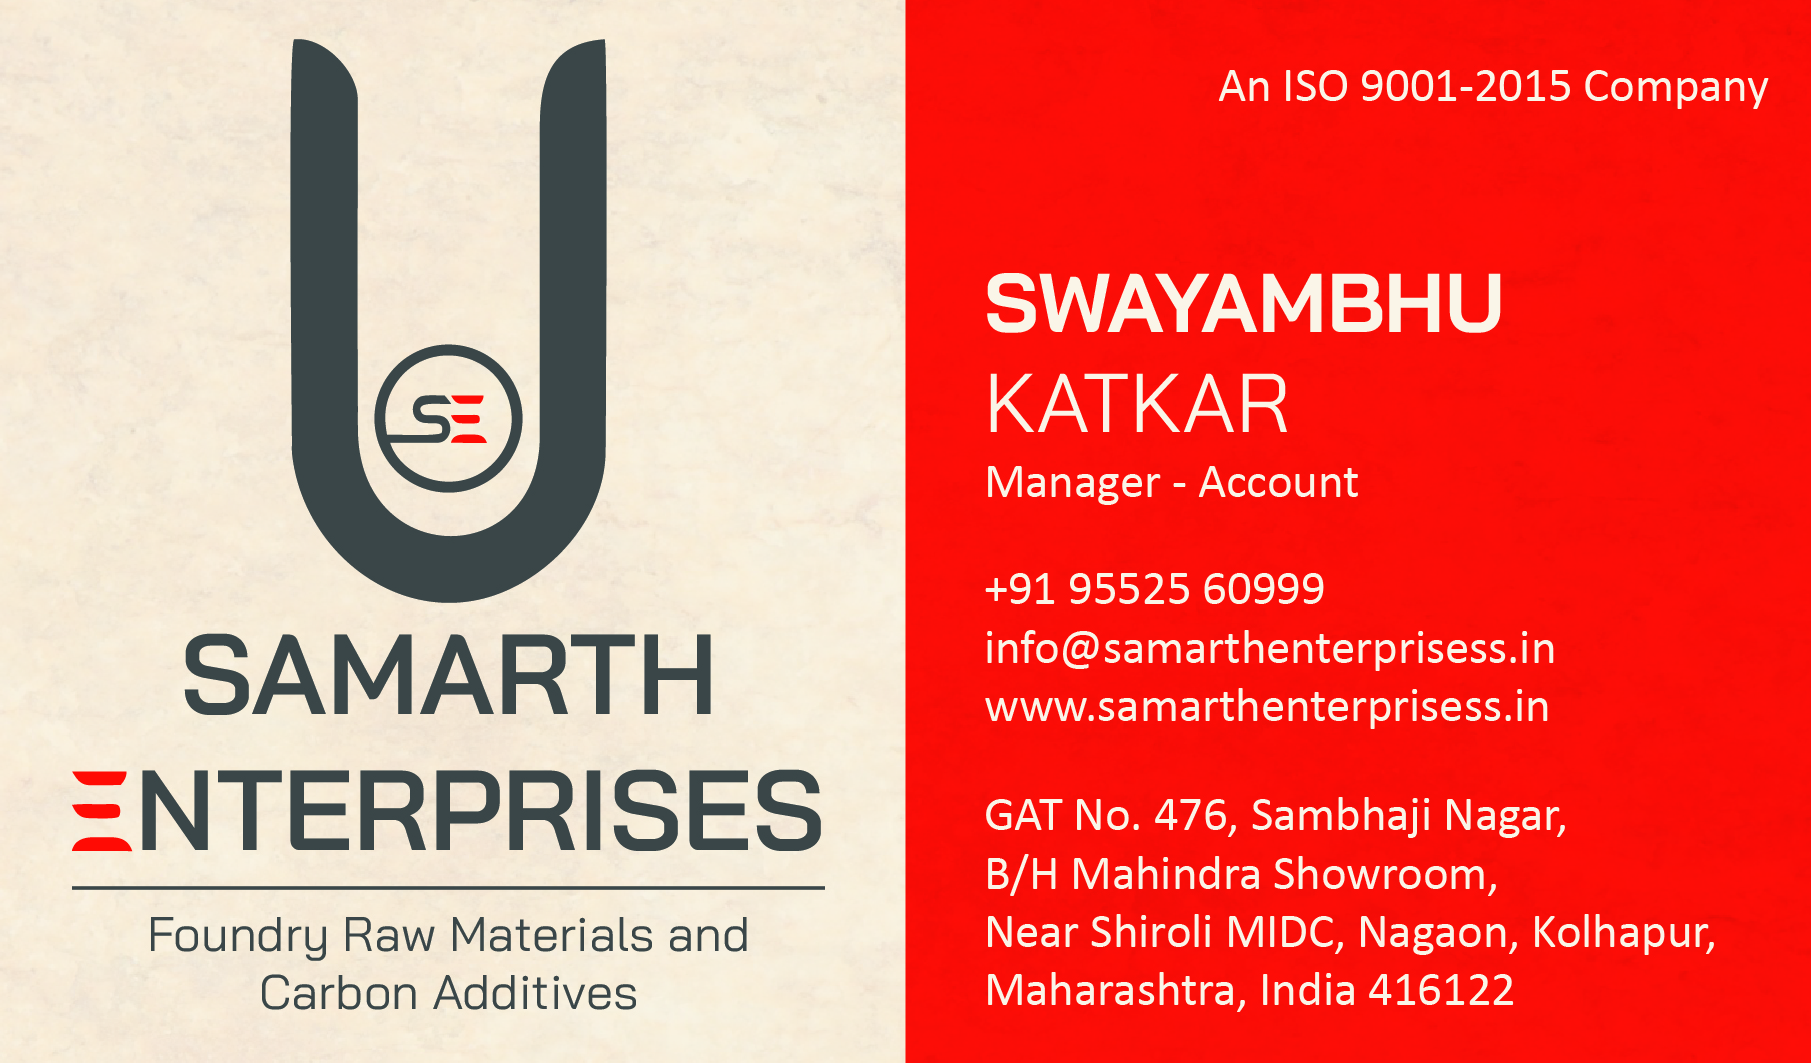 SE
SAMARTH
ENTERPRISES
Foundry Raw Materials and
Carbon Additives
An ISO 9001-2015 Company
SWAYAMBHU
KATKAR
Manager - Account
+91 95525 60999
info@samarthenterprisess.in
www.samarthenterprisess.in
GAT No. 476, Sambhaji Nagar,
B/H Mahindra Showroom,
Near Shiroli MIDC, Nagaon, Kolhapur,
Maharashtra, India 416122